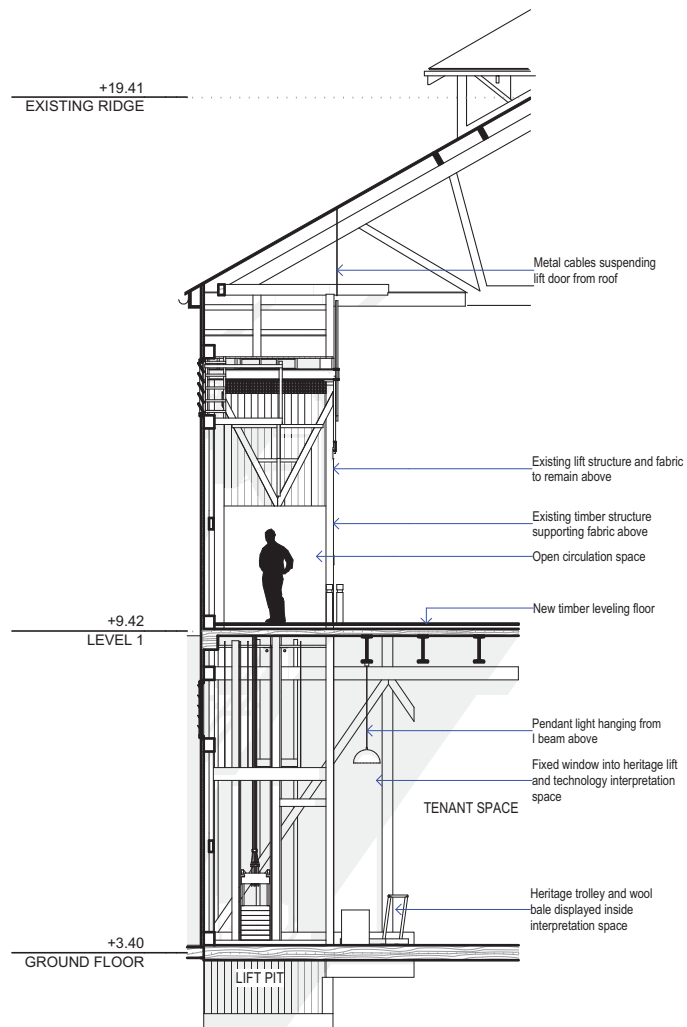 +19.41
EXISTING RIDGE
Metal cables suspending
lift door from roof
Existing lift structure and fabric
to remain above
Existing timber structure
supporting fabric above
Open circulation space
New timber leveling floor
+9.42
LEVEL 1
Pendant light hanging from
I beam above
Fixed window into heritage lift
and technology interpretation
space
TENANT SPACE
Heritage trolley and wool
bale displayed inside
interpretation space
+3.40
GROUND FLOOR
LIFT PIT